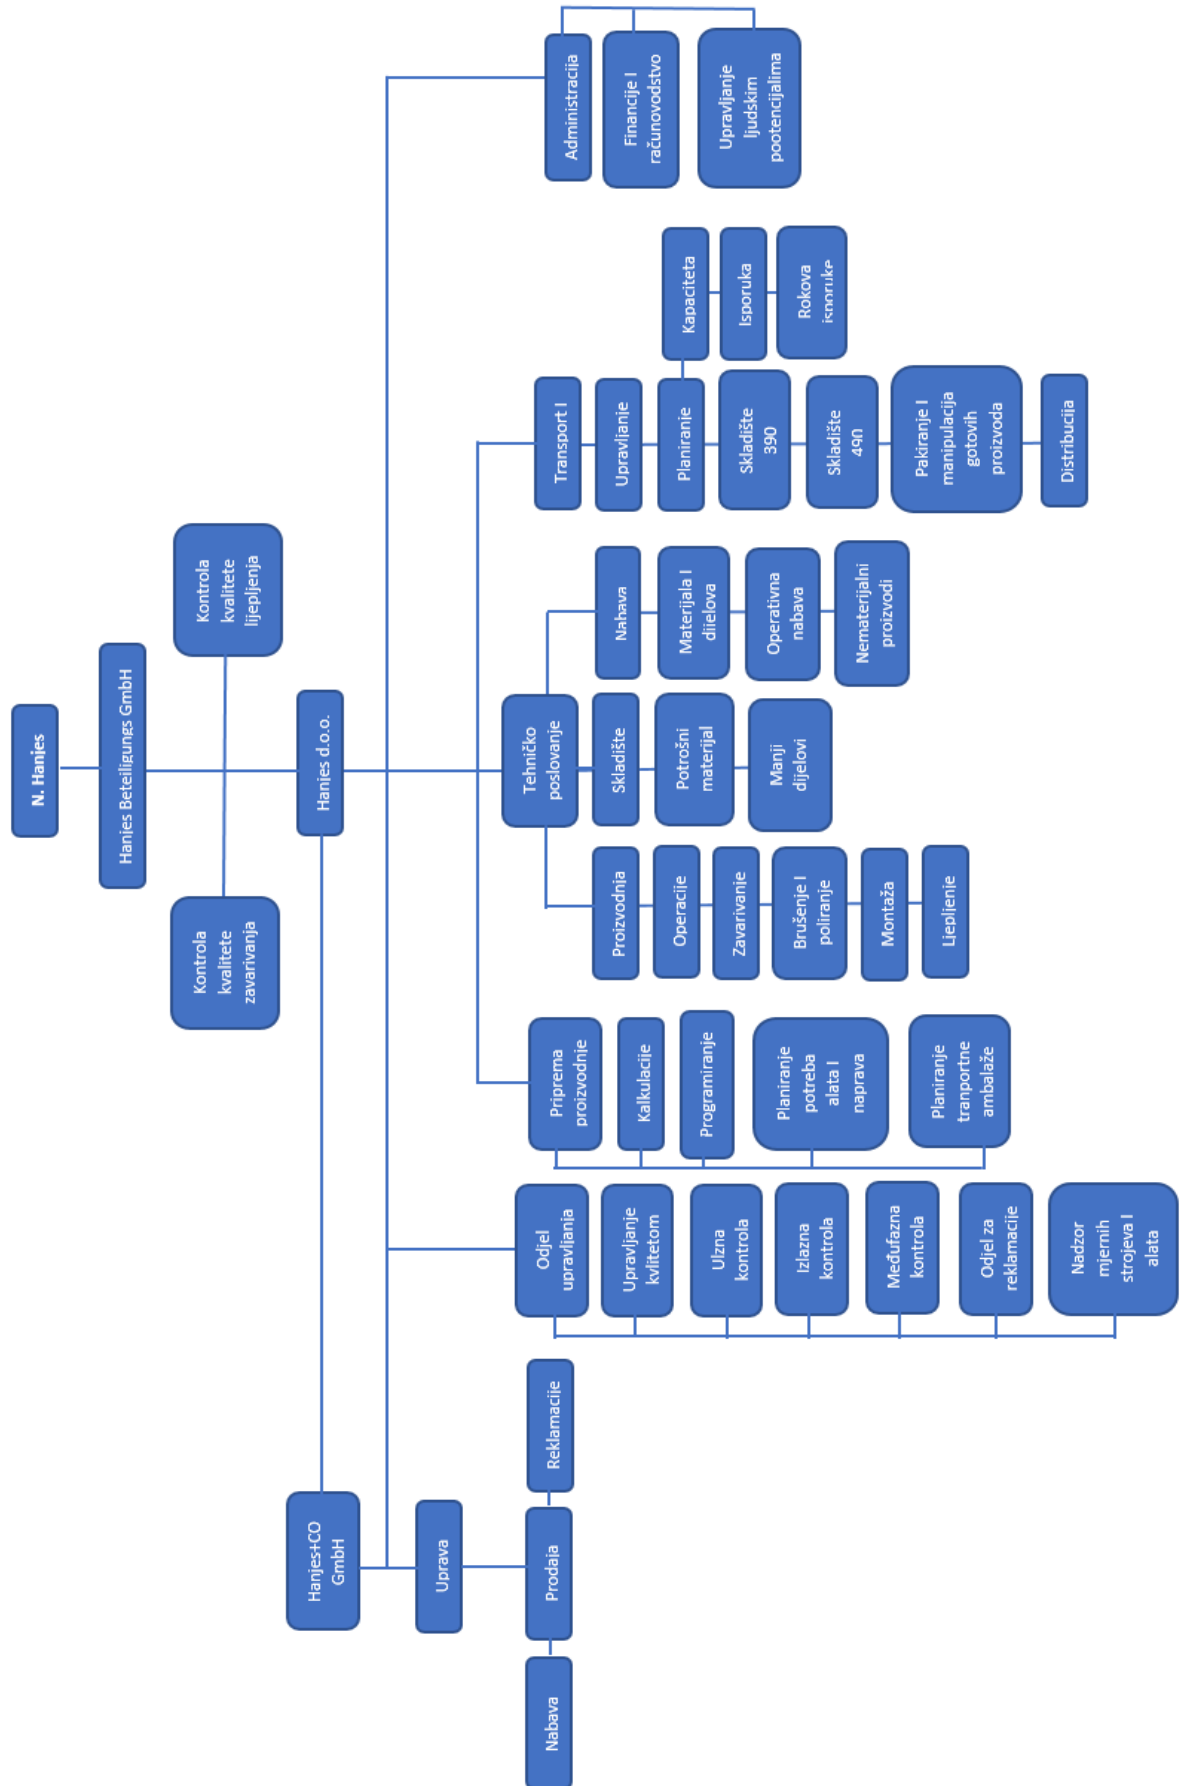 N. Hanjes
Hanjes Beteiligungs GmbH
Kontrola
kvalitete
zavarivanja
Kontrola
kvalitete
lijepljenja
Hanjes+CO
GmbH
Hanjes d.o.o.
Uprava
Nabava
Prodaja
Reklamacije
Odjel
upravljanja
Upravljanje
kvlitetom
Ulzna
kontrola
Izlazna
kontrola
Međufazna
kontrola
Odjel za
reklamacije
Nadzor
mjernih
strojeva I
alata
Priprema
proizvodnje
Kalkulacije
Programiranje
Planiranje
potreba
alata I
naprava
Planiranje
tranportne
ambalaže
Tehničko
poslovanje
Proizvodnja
Operacije
Zavarivanje
Brušenje I
poliranje
Montaža
Ljepljenje
Skladište
Potrošni
materijal
Manji
dijelovi
Nabava
Materijala I
dijelova
Operativna
nabava
Nematerijalni
proizvodi
Transport I
Upravljanje
Planiranje
Skladište
390
Skladište
490
Pakiranje I
manipulacija
gotovih
proizvoda
Distribucija
Kapaciteta
Isporuka
Rokova
isporuke
Administracija
Financije I
računovodstvo
Upravljanje
ljudskim
pootencijalima